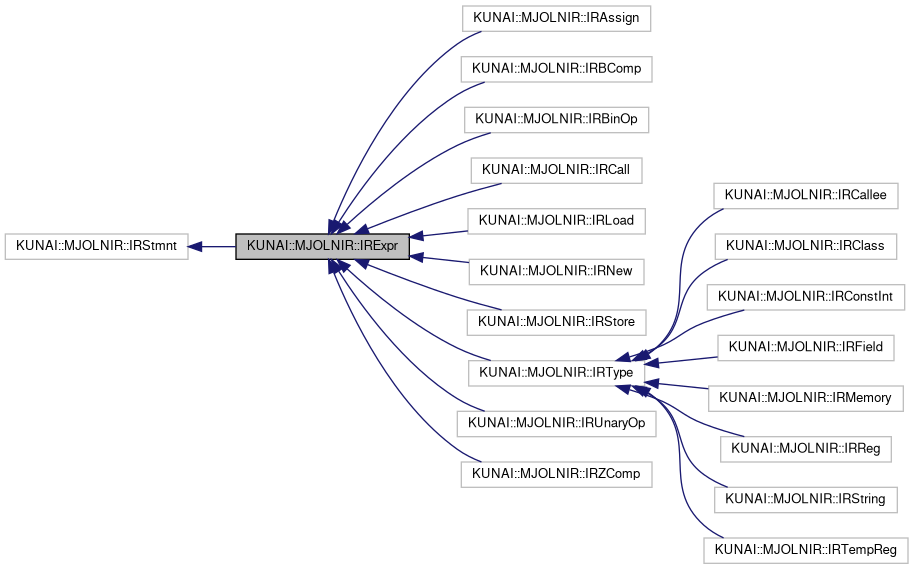 KUNAI::MJOLNIR::IRStmnt
KUNAI::MJOLNIR::IRExpr
KUNAI::MJOLNIR::IRAssign
KUNAI::MJOLNIR::IRBComp
KUNAI::MJOLNIR::IRBinOp
KUNAI::MJOLNIR::IRCall
KUNAI::MJOLNIR::IRLoad
KUNAI::MJOLNIR::IRNew
KUNAI::MJOLNIR::IRStore
KUNAI::MJOLNIR::IRType
KUNAI::MJOLNIR::IRUnaryOp
KUNAI::MJOLNIR::IRZComp
KUNAI::MJOLNIR::IRCallee
KUNAI::MJOLNIR::IRClass
KUNAI::MJOLNIR::IRConstInt
KUNAI::MJOLNIR::IRField
KUNAI::MJOLNIR::IRMemory
KUNAI::MJOLNIR::IRReg
KUNAI::MJOLNIR::IRString
KUNAI::MJOLNIR::IRTempReg